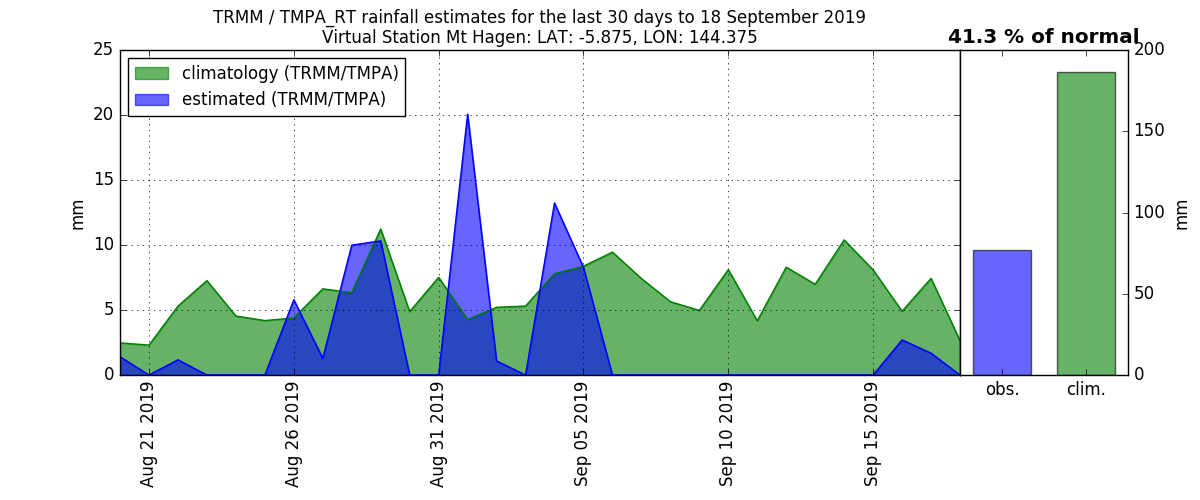 TRMM / TMPA_RT rainfall estimates for the last 30 days to 18 September 2019
Virtual Station Mt Hagen: LAT: -5.875, LON: 144.375
41.3 % of normal
climatology (TRMM/TMPA)
estimated (TRMM/TMPA)
25
20
15
10
5
0
mm
Aug 21 2019
Aug 26 2019
Aug 31 2019
Sep 05 2019
Sep 10 2019
Sep 15 2019
obs.
clim.
200
150
100
50
0
mm